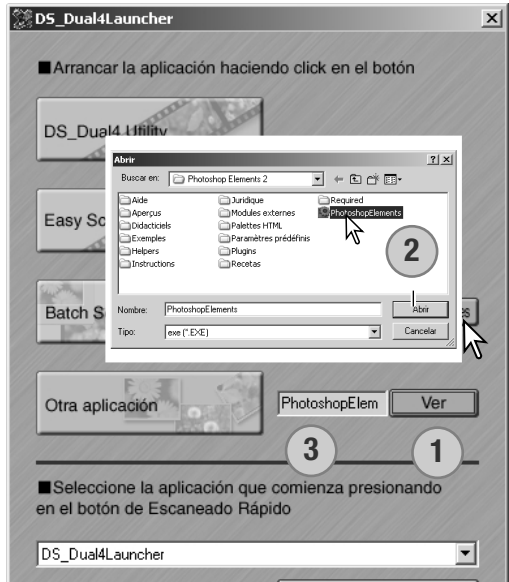 DS_Dual4Launcher
■Arrancar la aplicación haciendo click en el botón
DS_Dual4 Utility
Abrir
Buscar en: Photoshop Elements 2
Aide
Aperçus
Didacticiels
Exemples
Helpers
Instructions
Juridique
Modules externes
Palettes HTML
Paramètres prédéfinis
Plugins
Recetas
Required
PhotoshopElements
2
Nombre: PhotoshopElements Abrir
Tipo: exe (*.EXE) Cancelar
Easy Sc
Batch S
es
Otra aplicación PhotoshopElem Ver
3 1
■Seleccione la aplicación que comienza presionando
en el botón de Escaneado Rápido
DS_Dual4Launcher